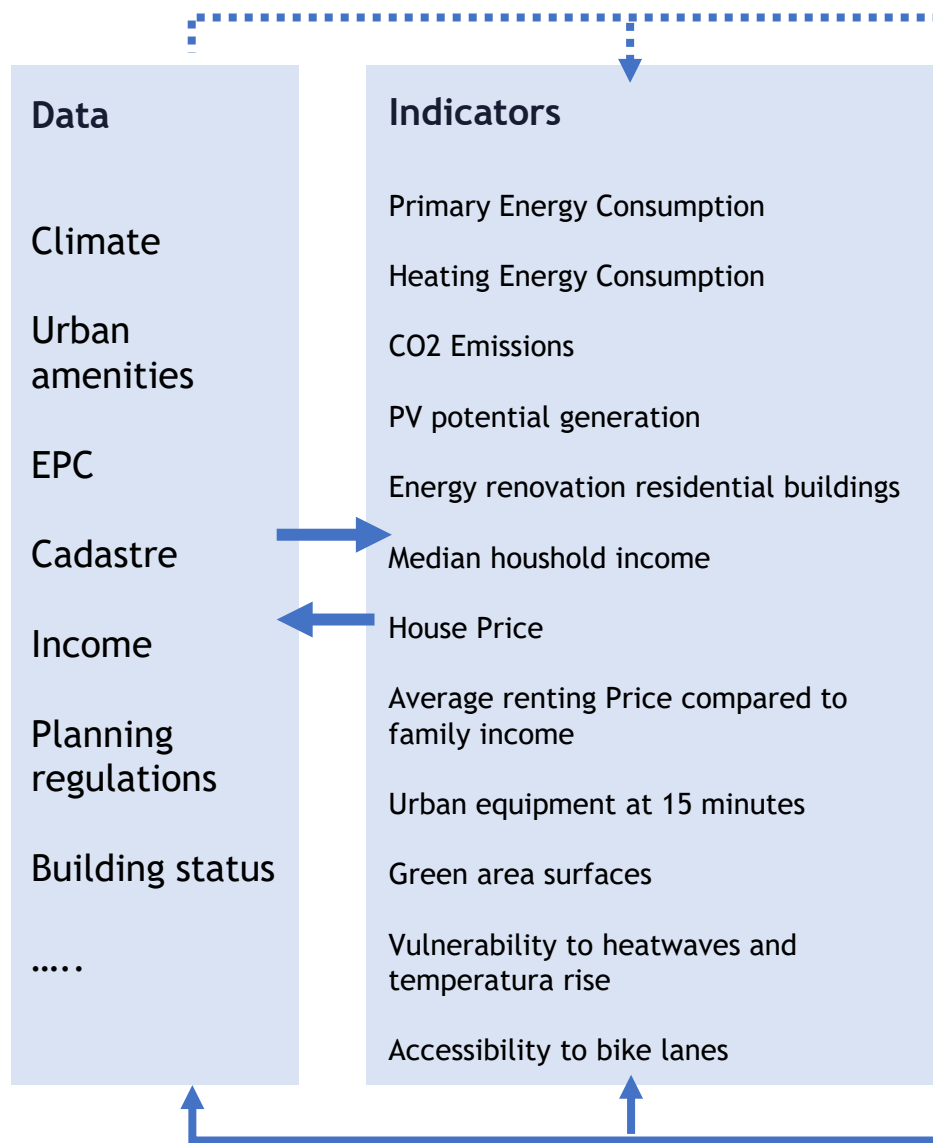 Data
Climate
Urban
amenities
EPC
Cadastre
Income
Planning
regulations
Building status
…..
Indicators
Primary Energy Consumption
Heating Energy Consumption
CO2 Emissions
PV potential generation
Energy renovation residential buildings
Median houshold income
House Price
Average renting Price compared to
family income
Urban equipment at 15 minutes
Green area surfaces
Vulnerability to heatwaves and
temperatura rise
Accessibility to bike lanes